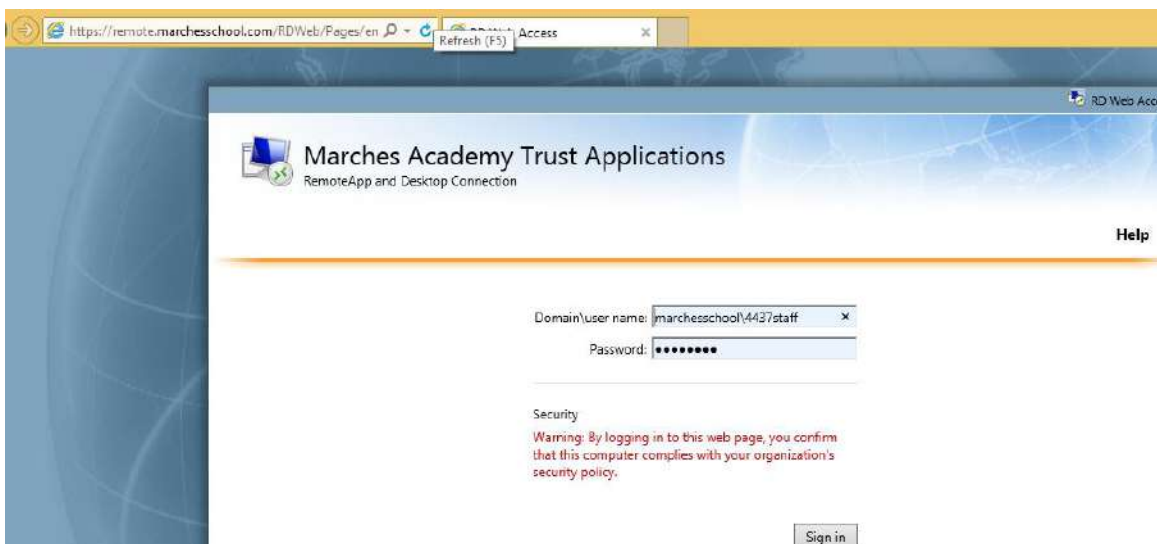 https://remote.marchesschool.com/RDWeb/Pages/en
Access
Refresh (F5)
RD Web Acc
Marches Academy Trust Applications
RemoteApp and Desktop Connection
Help
Domain\user name: marchesschool\4437staff
Password: ••••••••
Security
Warning: By logging in to this web page, you confirm
that this computer complies with your organization's
security policy.
Sign in